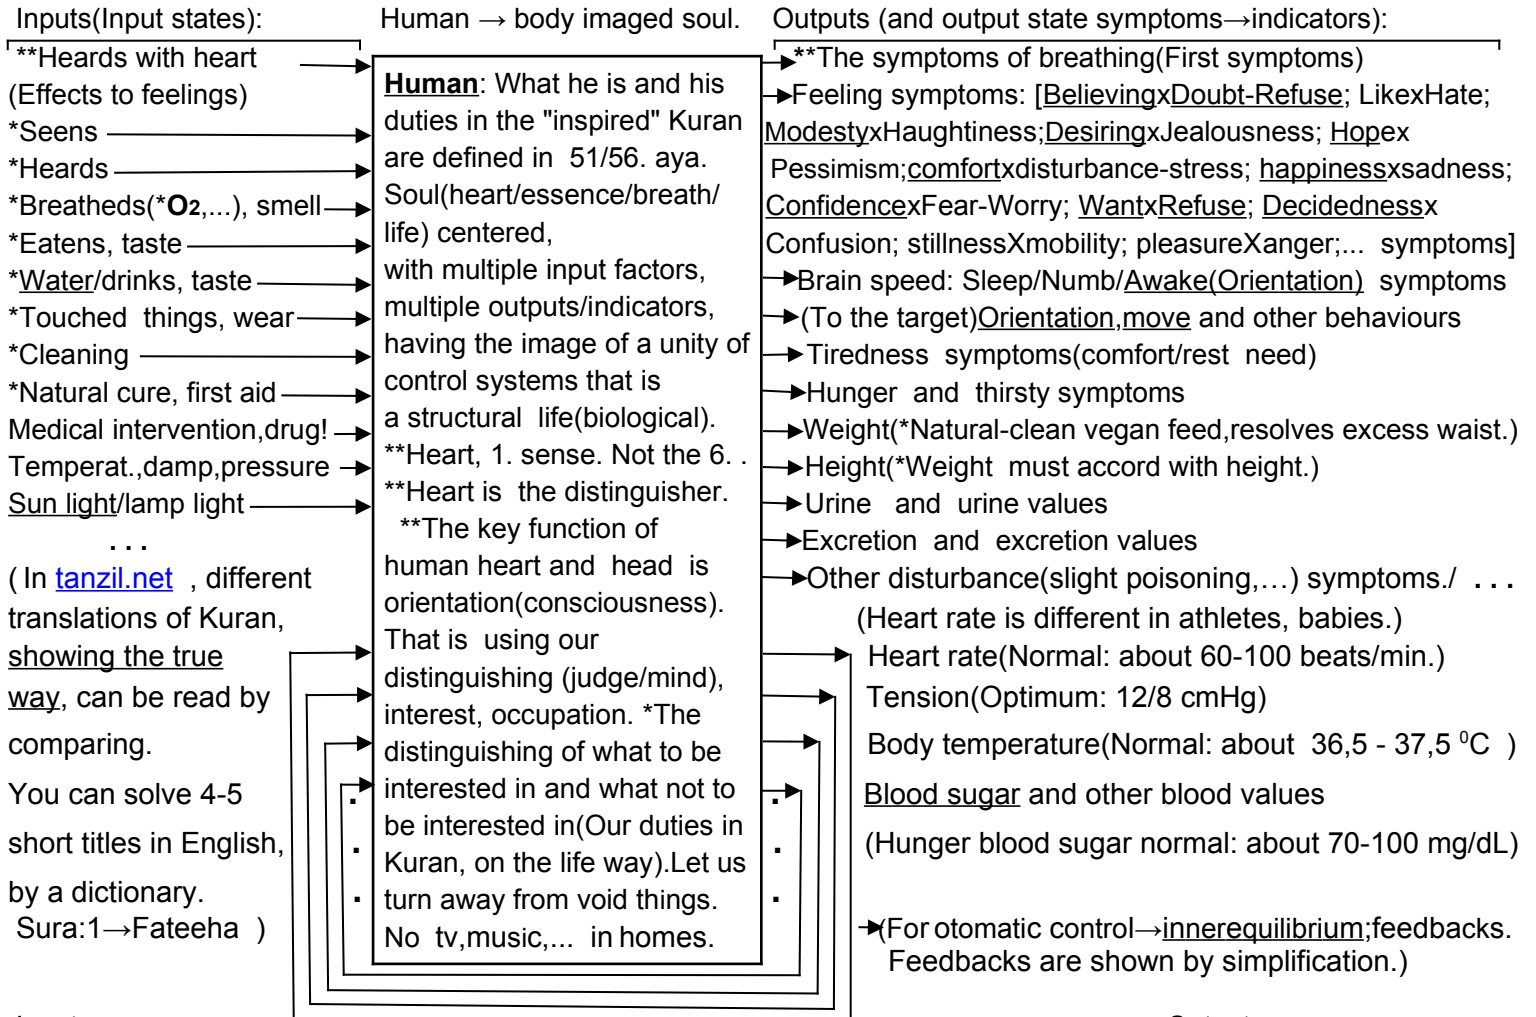 Inputs(Input states):
Human → body imaged soul.
Outputs (and output state symptoms→indicators):
**Heards with heart
(Effects to feelings)
*Seens
*Heards
*Breatheds(*O2,...), smell
*Eatens, taste
*Water/drinks, taste
*Touched things, wear
*Cleaning
*Natural cure, first aid
Medical intervention,drug!
Temperat.,damp,pressure
Sun light/lamp light
...
( In tanzil.net , different
translations of Kuran,
showing the true
way, can be read by
comparing.
You can solve 4-5
short titles in English,
by a dictionary.
Sura:1→Fateeha )
Human: What he is and his
duties in the "inspired" Kuran
are defined in 51/56. aya.
Soul(heart/essence/breath/
life) centered,
with multiple input factors,
multiple outputs/indicators,
having the image of a unity of
control systems that is
a structural life(biological).
**Heart, 1. sense. Not the 6. .
**Heart is the distinguisher.
**The key function of
human heart and head is
orientation(consciousness).
That is using our
distinguishing (judge/mind),
interest, occupation. *The
distinguishing of what to be
interested in and what not to
be interested in(Our duties in
Kuran, on the life way).Let us
turn away from void things.
No tv,music,... in homes.
**The symptoms of breathing(First symptoms)
Feeling symptoms: [BelievingxDoubt-Refuse; LikexHate;
ModestyxHaughtiness;DesiringxJealousness; Hopex
Pessimism;comfortxdisturbance-stress; happinessxsadness;
ConfidencexFear-Worry; WantxRefuse; Decidednessx
Confusion; stillnessXmobility; pleasureXanger;... symptoms]
Brain speed: Sleep/Numb/Awake(Orientation) symptoms
(To the target)Orientation,move and other behaviours
Tiredness symptoms(comfort/rest need)
Hunger and thirsty symptoms
Weight(*Natural-clean vegan feed,resolves excess waist.)
Height(*Weight must accord with height.)
Urine and urine values
Excretion and excretion values
Other disturbance(slight poisoning,…) symptoms./ ...
(Heart rate is different in athletes, babies.)
Heart rate(Normal: about 60-100 beats/min.)
Tension(Optimum: 12/8 cmHg)
Body temperature(Normal: about 36,5 - 37,5 ⁰C )
Blood sugar and other blood values
(Hunger blood sugar normal: about 70-100 mg/dL)
(For otomatic control→innerequilibrium;feedbacks.
Feedbacks are shown by simplification.)